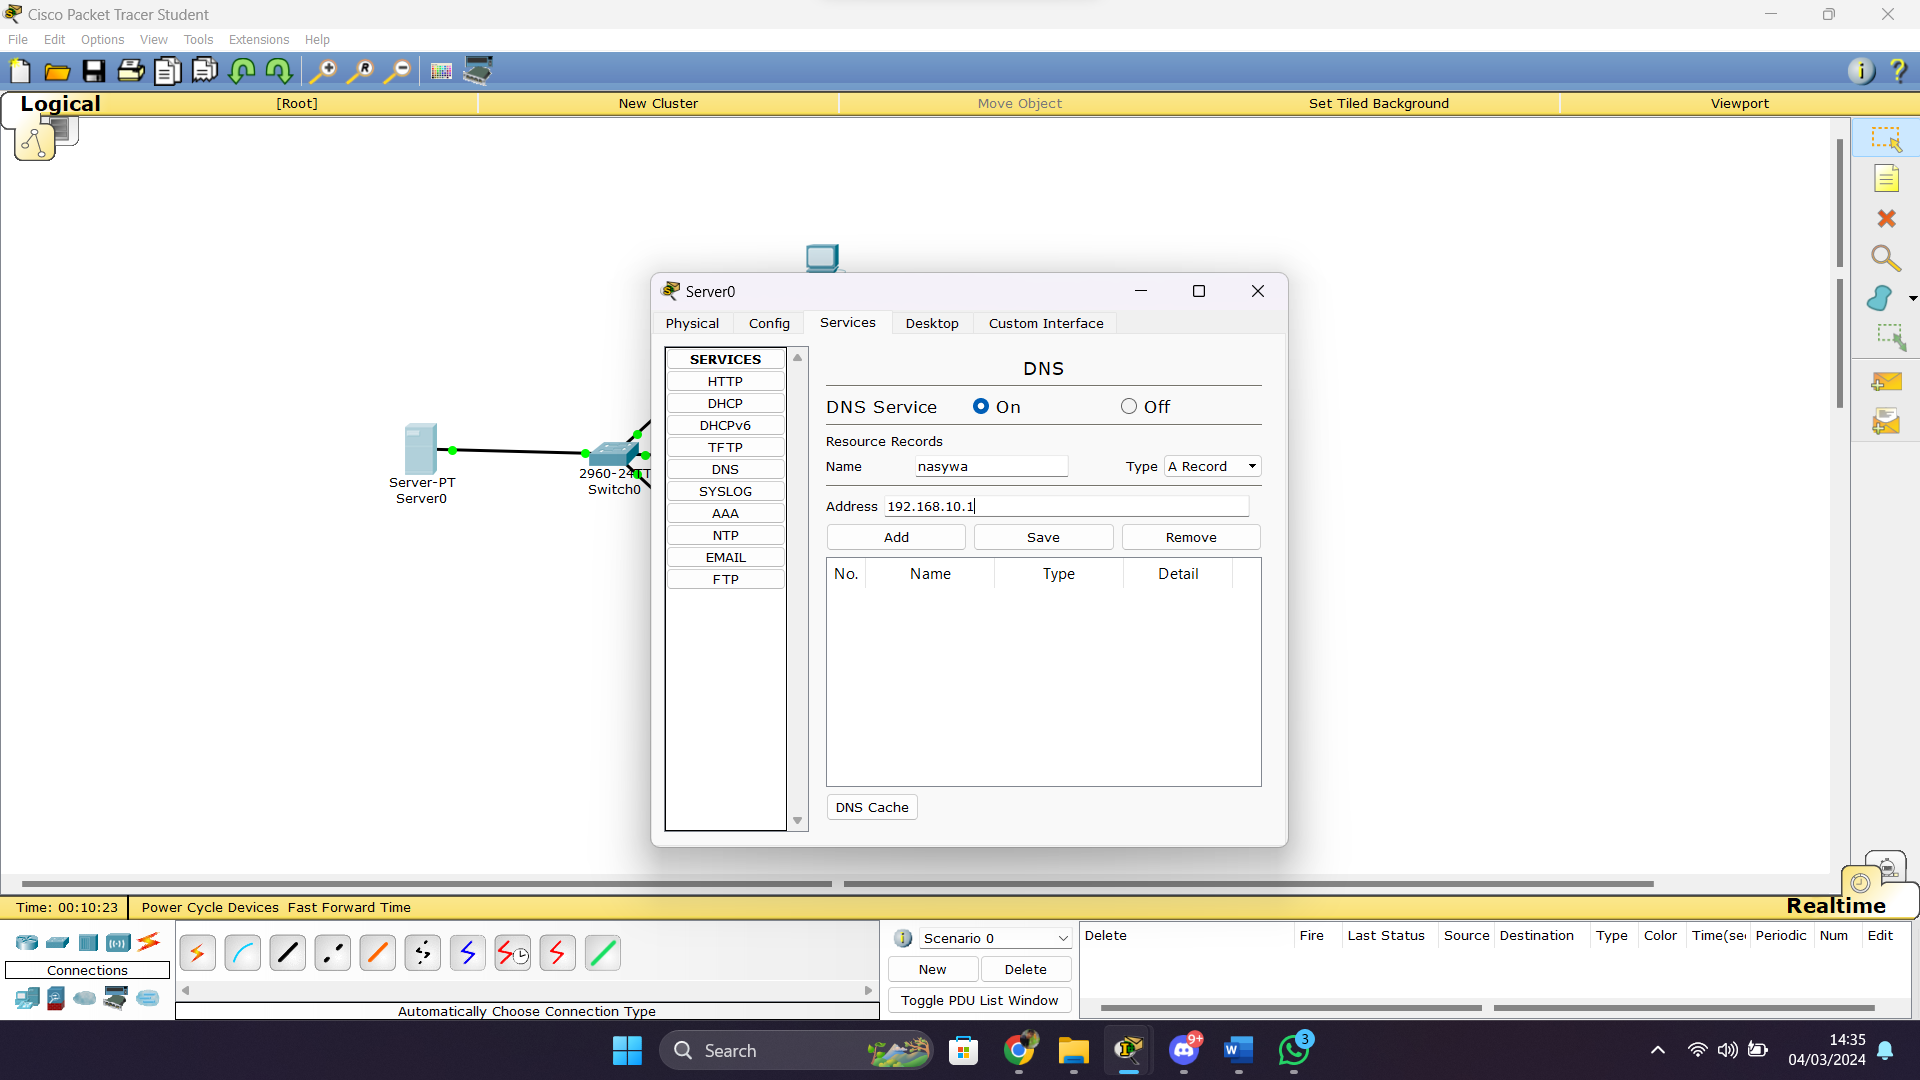 Cisco Packet Tracer Student
File Edit Options View Tools Extensions Help
Logical [Root] New Cluster Move Object Set Tiled Background Viewport
Server0
Physical Config Services Desktop Custom Interface
SERVICES
HTTP
DHCP
DHCPv6
TFTP
DNS
SYSLOG
AAA
NTP
EMAIL
FTP
DNS
DNS Service On Off
Resource Records
Name nasywa Type A Record
Address 192.168.10.1
Add Save Remove
No. Name Type Detail
DNS Cache
Server-PT
Server0
2960-24TT
Switch0
Time: 00:10:23 Power Cycle Devices Fast Forward Time
Realtime
Connections
Automatically Choose Connection Type
Scenario 0
New Delete
Toggle PDU List Window
Delete Fire Last Status Source Destination Type Color Time(sec Periodic Num Edit
Search
9+
3
14:35
04/03/2024